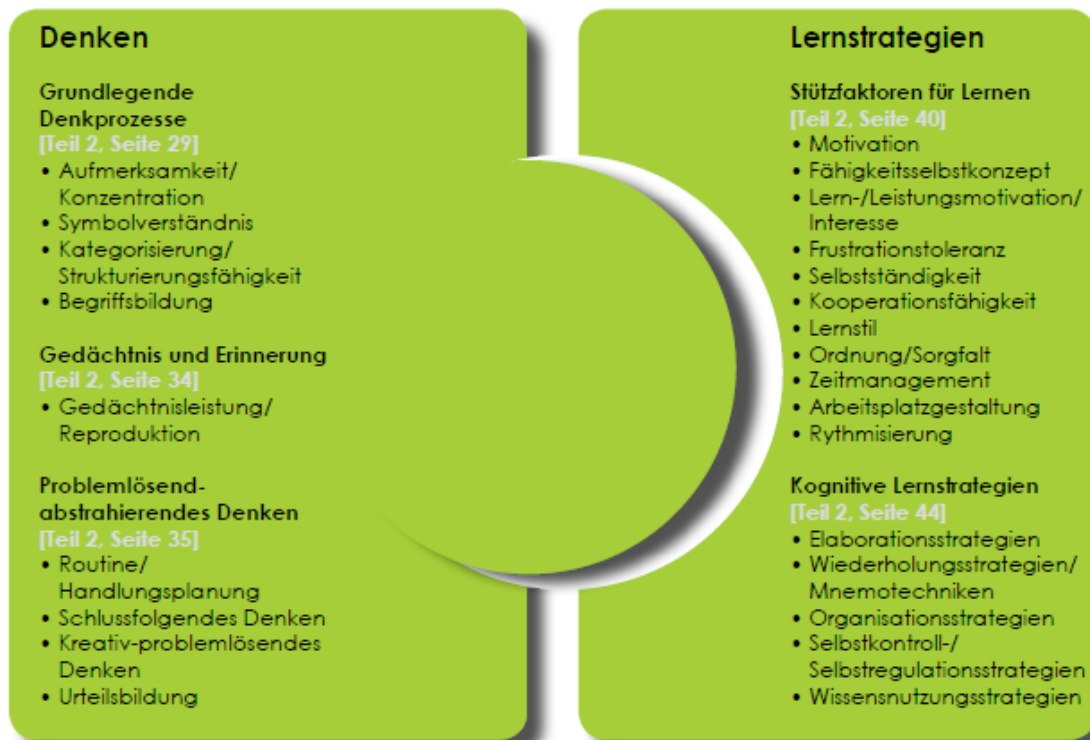 Denken
Grundlegende
Denkprozesse
[Teil 2, Seite 29]
• Aufmerksamkeit/
Konzentration
• Symbolverständnis
• Kategorisierung/
Strukturierungsfähigkeit
• Begriffsbildung
Gedächtnis und Erinnerung
[Teil 2, Seite 34]
• Gedächtnisleistung/
Reproduktion
Problemlösend-
abstrahierendes Denken
[Teil 2, Seite 35]
• Routine/
Handlungsplanung
• Schlussfolgendes Denken
• Kreativ-problemlösendes
Denken
• Urteilsbildung
Lernstrategien
Stützfaktoren für Lernen
[Teil 2, Seite 40]
• Motivation
• Fähigkeitsselbstkonzept
• Lern-/Leistungsmotivation/
Interesse
• Frustrationstoleranz
• Selbstständigkeit
• Kooperationsfähigkeit
• Lernstil
• Ordnung/Sorgfalt
• Zeitmanagement
• Arbeitsplatzgestaltung
• Rythmisierung
Kognitive Lernstrategien
[Teil 2, Seite 44]
• Elaborationsstrategien
• Wiederholungsstrategien/
Mnemotechniken
• Organisationsstrategien
• Selbstkontroll-/
Selbstregulationsstrategien
• Wissensnutzungsstrategien